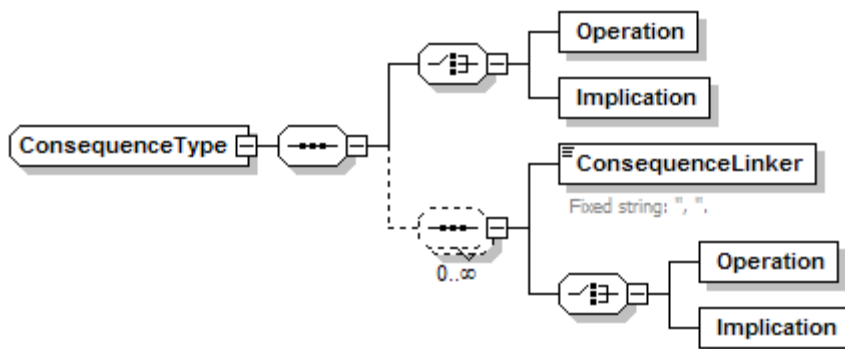 Operation
Implication
ConsequenceType
ConsequenceLinker
Fixed string: ", ".
0..∞
Operation
Implication